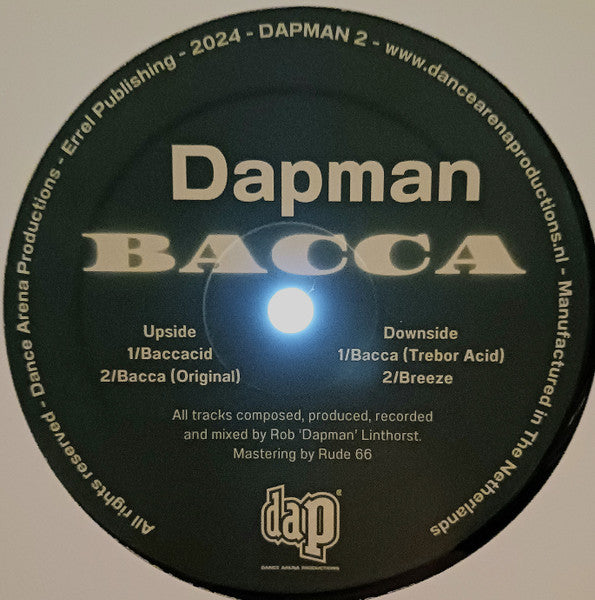 All rights reserved - Dance Arena Productions - Errel Publishing - 2024 - DAPMAN 2 - www.dancearenaproductions.nl - Manufactured in The Netherlands
Dapman
BACCA
Upside
1/Baccacid
2/Bacca (Original)
Downside
1/Bacca (Trebor Acid)
2/Breeze
All tracks composed, produced, recorded
and mixed by Rob 'Dapman' Linthorst.
Mastering by Rude 66
dap
DANCE ARENA PRODUCTIONS